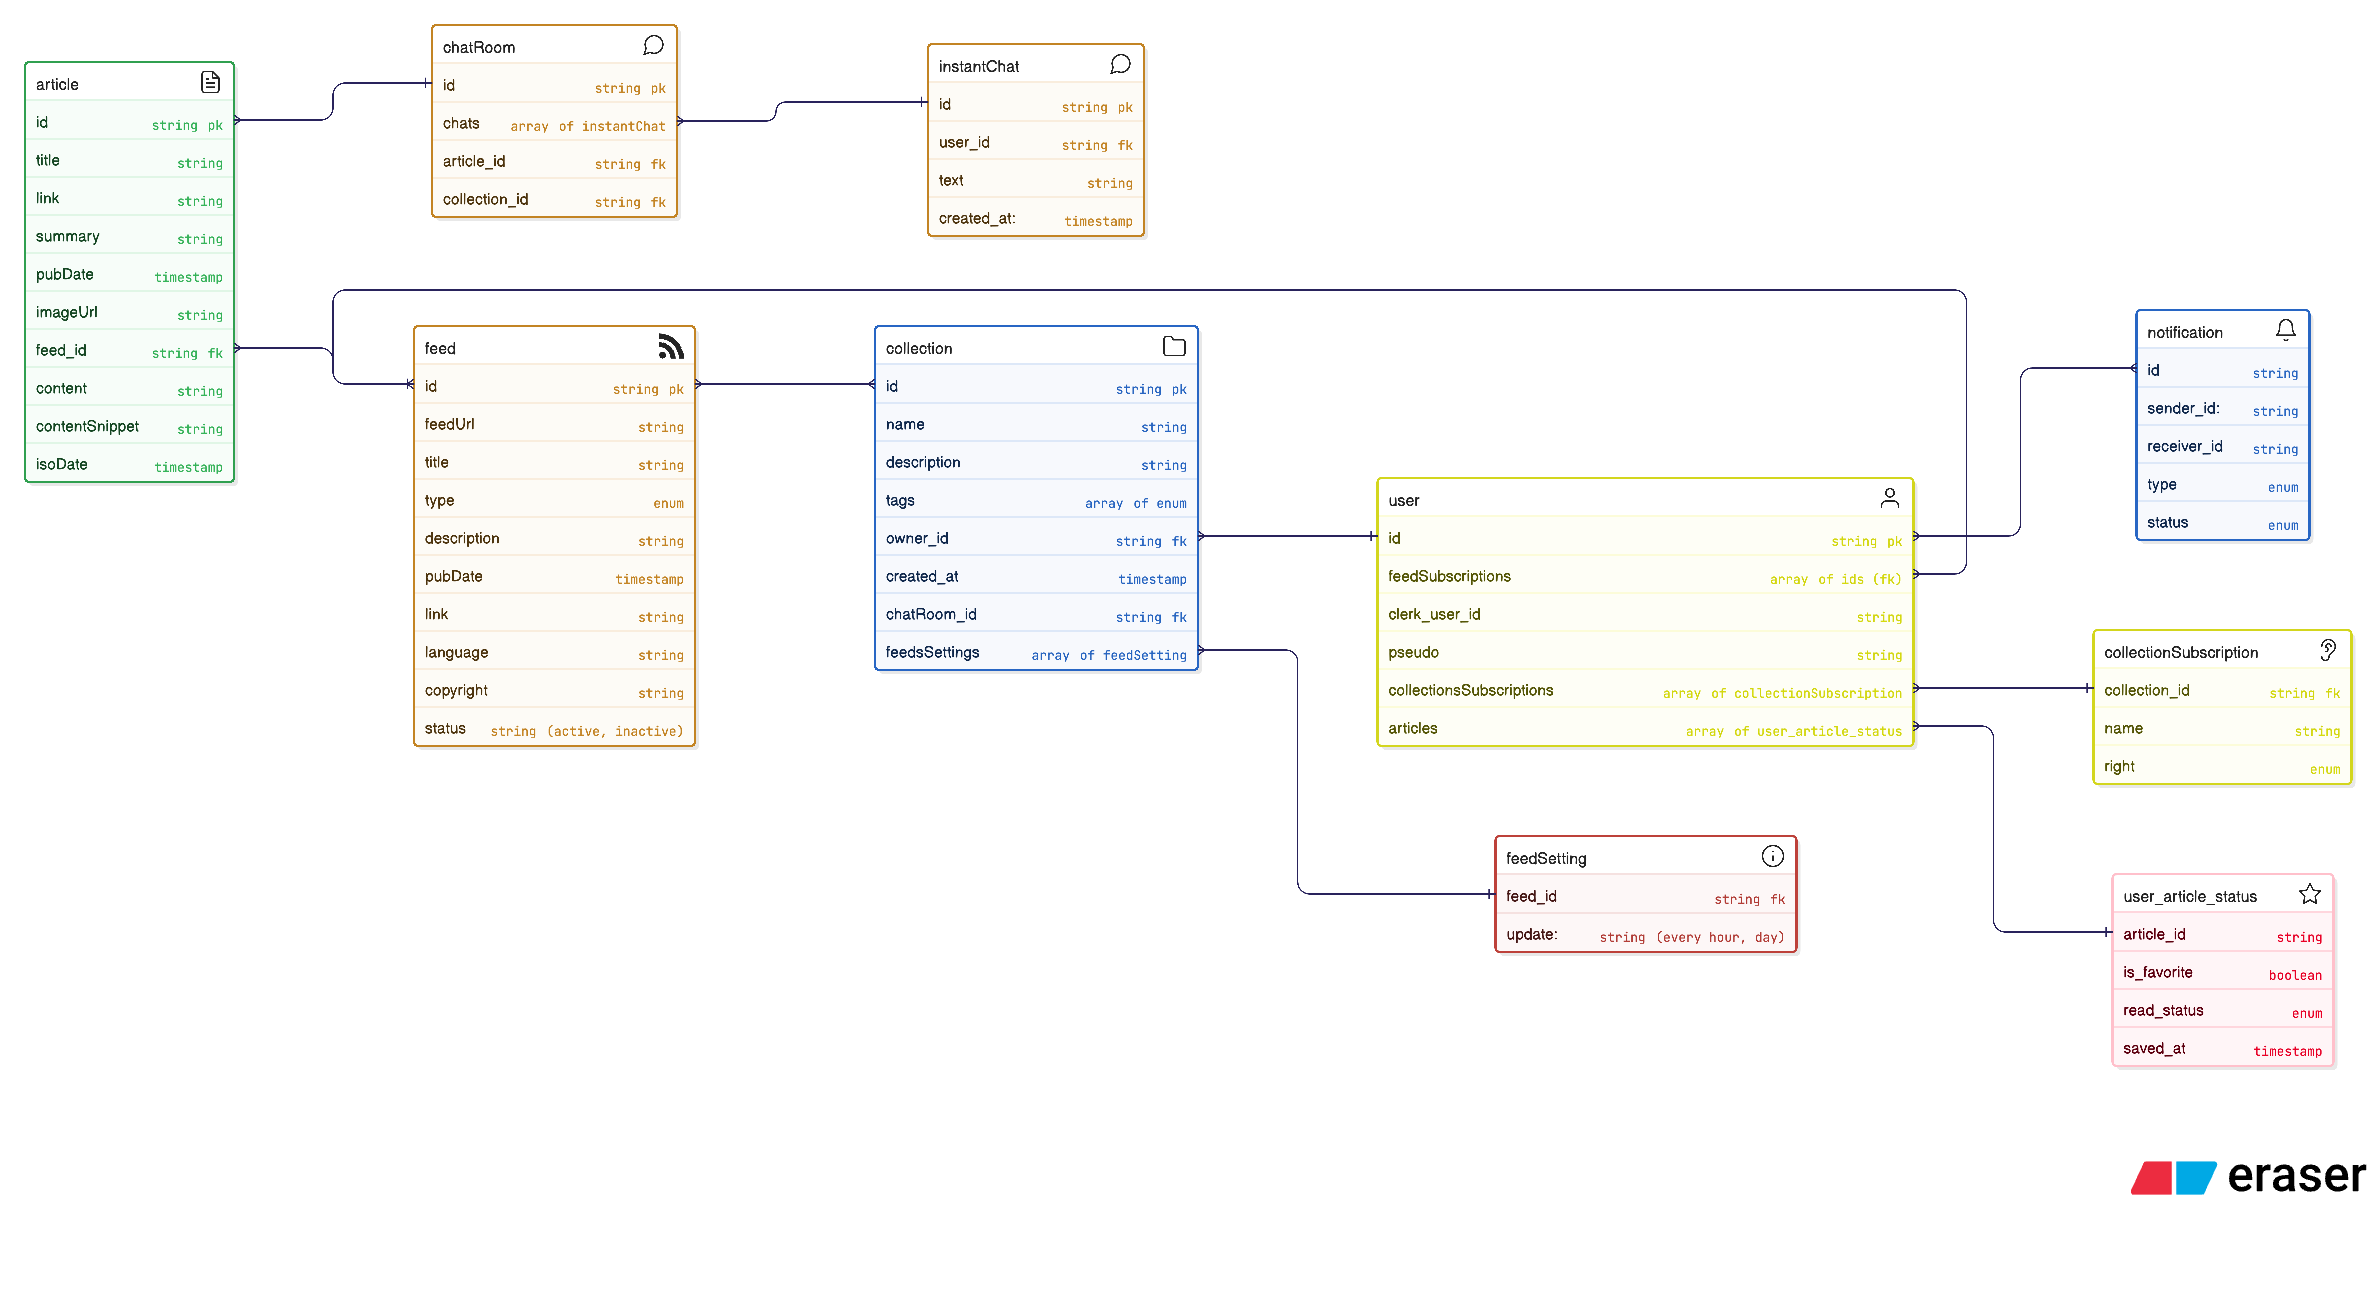 article
id string pk
title string
link string
summary string
pubDate timestamp
imageUrl string
feed_id string fk
content string
contentSnippet string
isoDate timestamp
chatRoom
id string pk
chats array of instantChat
article_id string fk
collection_id string fk
instantChat
id string pk
user_id string fk
text string
created_at: timestamp
feed
id string pk
feedUrl string
title string
type enum
description string
pubDate timestamp
link string
language string
copyright string
status string (active, inactive)
collection
id string pk
name string
description string
tags array of enum
owner_id string fk
created_at timestamp
chatRoom_id string fk
feedsSettings array of feedSetting
user
id string pk
feedSubscriptions array of ids (fk)
clerk_user_id string
pseudo string
collectionsSubscriptions array of collectionSubscription
articles array of user_article_status
notification
id string
sender_id: string
receiver_id string
type enum
status enum
collectionSubscription
collection_id string fk
name string
right enum
feedSetting
feed_id string fk
update: string (every hour, day)
user_article_status
article_id string
is_favorite boolean
read_status enum
saved_at timestamp
eraser